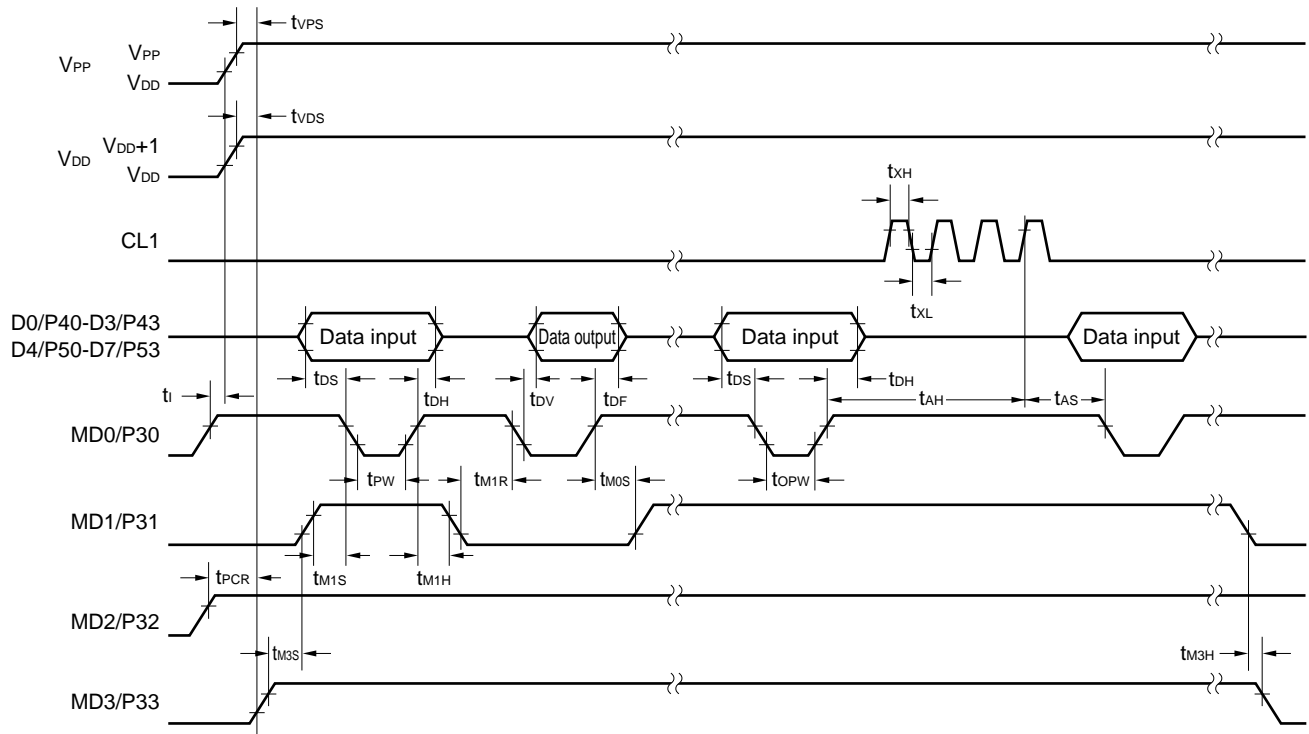 tVPS
VPP
VPP
VDD
tVDS
VDD
VDD+1
VDD
tXH
CL1
tXL
D0/P40-D3/P43
D4/P50-D7/P53
Data input
Data output
Data input
Data input
tDS
tDH
tDV
tDF
tDS
tDH
tI
tAH
tAS
MD0/P30
tPW
tM1R
tM0S
tOPW
MD1/P31
tPCR
tM1S
tM1H
MD2/P32
tM3S
tM3H
MD3/P33